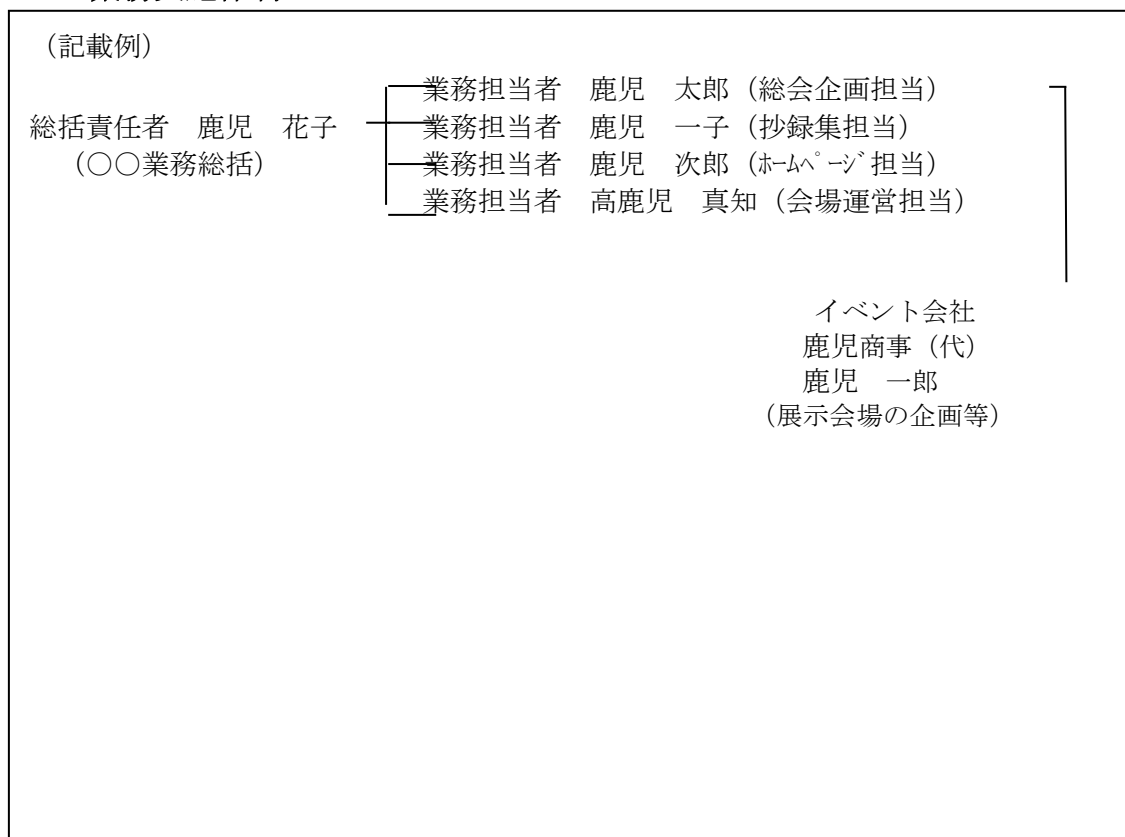 （記載例）
業務担当者　鹿児　太郎（総会企画担当）
総括責任者　鹿児　花子　業務担当者　鹿児　一子（抄録集担当）
（○○業務総括）　業務担当者　鹿児　次郎（ﾎｰﾑﾍﾟｰｼﾞ担当）
業務担当者　高鹿児　真知（会場運営担当）
イベント会社
鹿児商事（代）
鹿児　一郎
（展示会場の企画等）